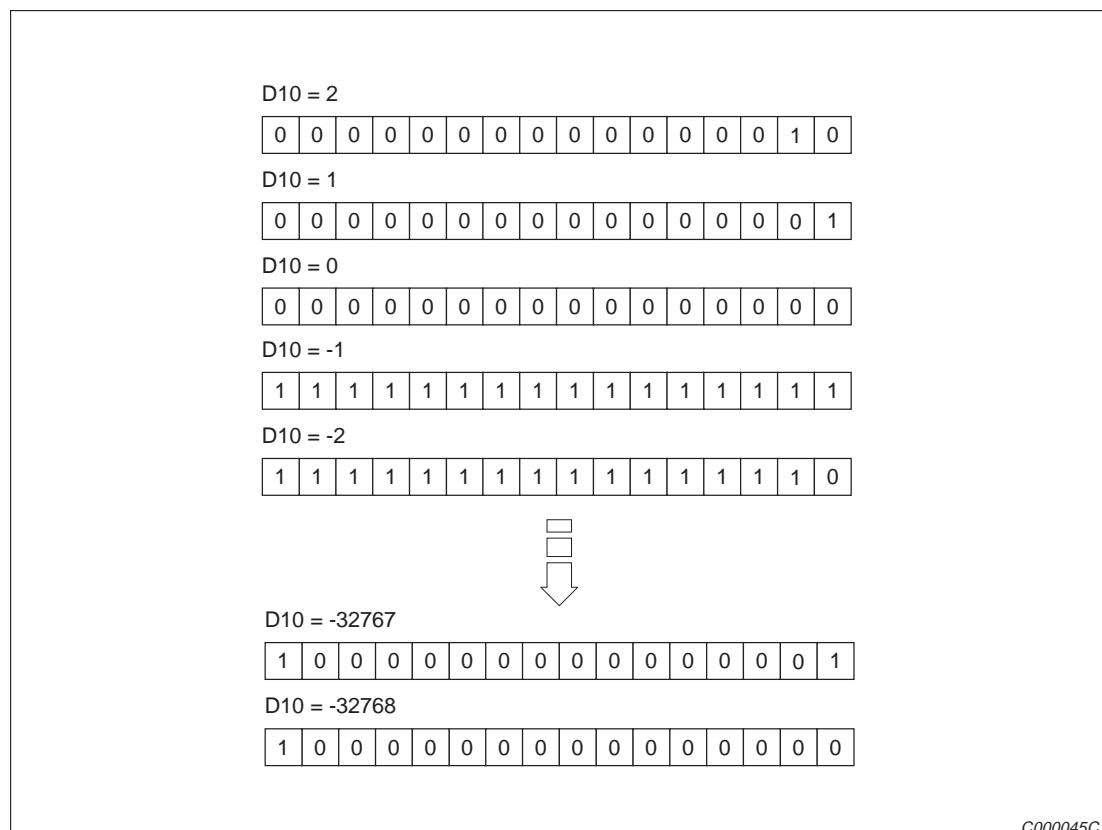 D10 = 2
0 0 0 0 0 0 0 0 0 0 0 0 0 0 1 0
D10 = 1
0 0 0 0 0 0 0 0 0 0 0 0 0 0 0 1
D10 = 0
0 0 0 0 0 0 0 0 0 0 0 0 0 0 0 0
D10 = -1
1 1 1 1 1 1 1 1 1 1 1 1 1 1 1 1
D10 = -2
1 1 1 1 1 1 1 1 1 1 1 1 1 1 1 0
D10 = -32767
1 0 0 0 0 0 0 0 0 0 0 0 0 0 0 1
D10 = -32768
1 0 0 0 0 0 0 0 0 0 0 0 0 0 0 0
C000045C